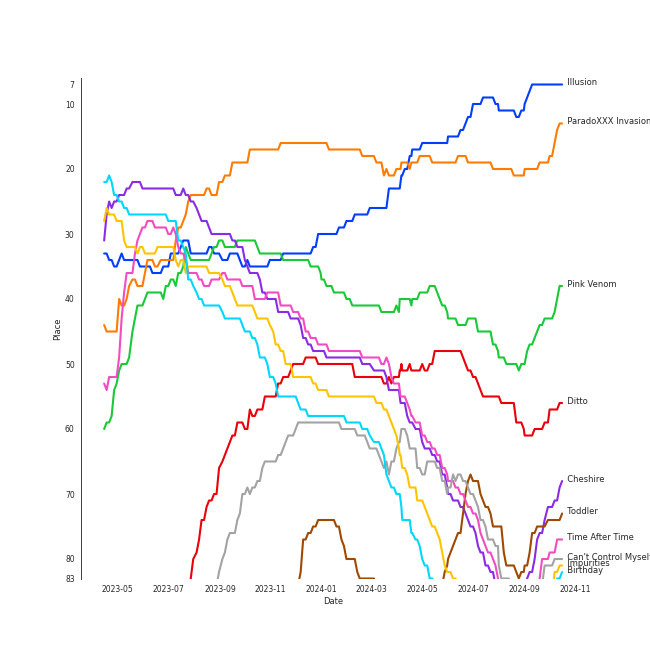 7
10
20
30
40
50
60
70
80
83
Place
2023-05
2023-07
2023-09
2023-11
2024-01
2024-03
2024-05
2024-07
2024-09
2024-11
Date
Illusion
ParadoXXX Invasion
Pink Venom
Ditto
Cheshire
Toddler
Time After Time
Can't Control Myself
Impurities
Birthday